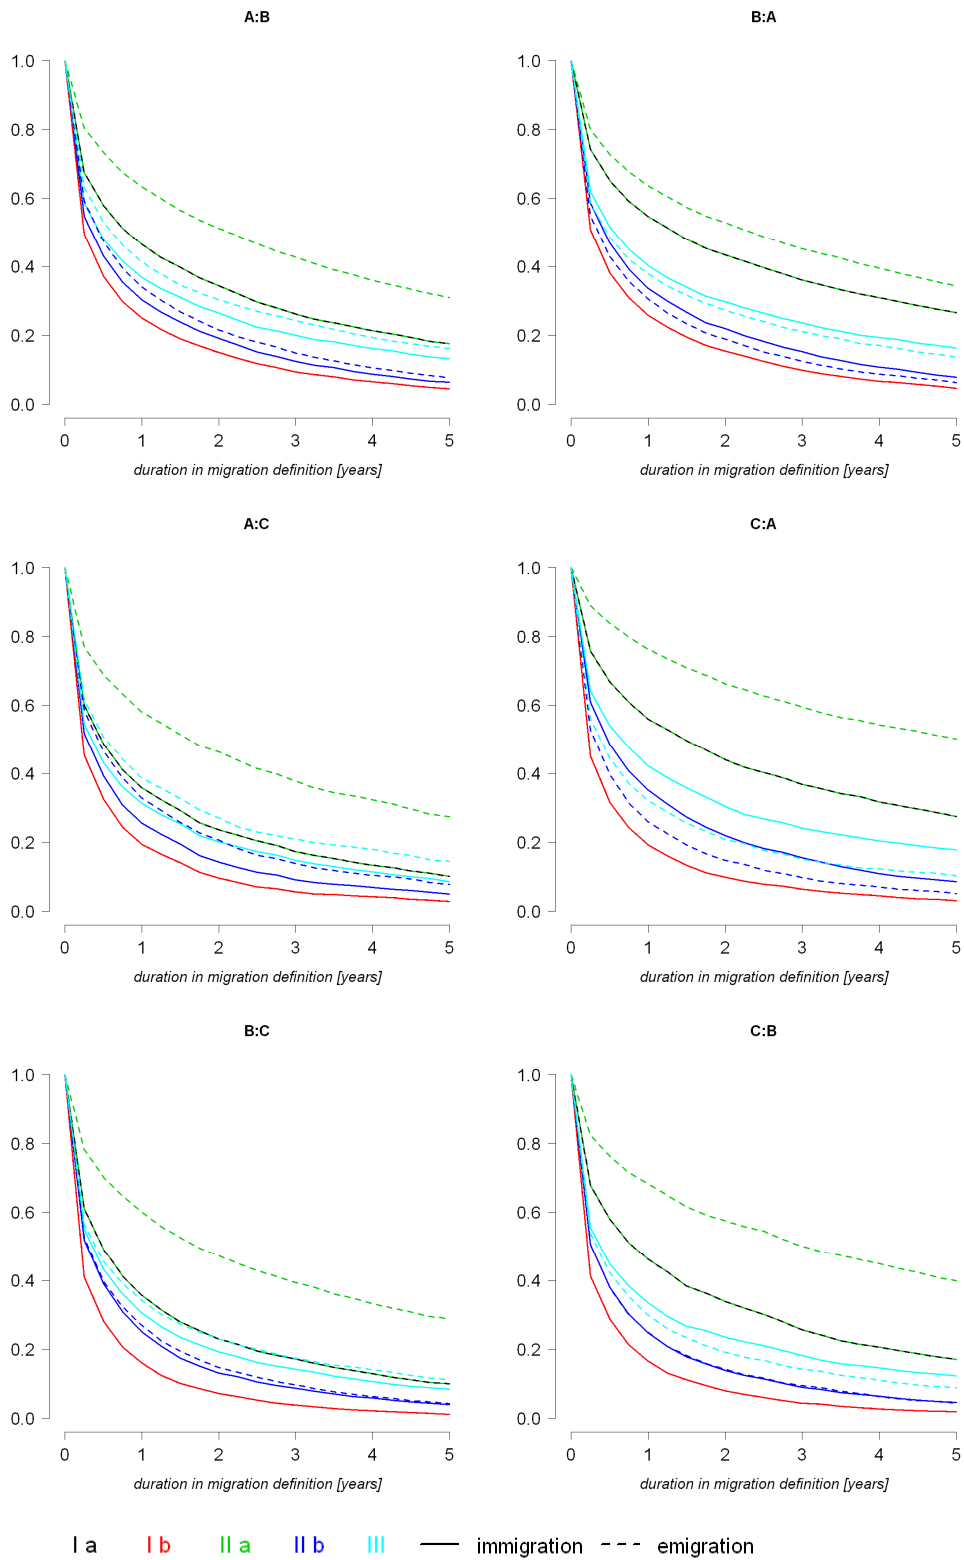 A:B
1.0
0.8
0.6
0.4
0.2
0.0
0 1 2 3 4 5
duration in migration definition [years]
B:A
1.0
0.8
0.6
0.4
0.2
0.0
0 1 2 3 4 5
duration in migration definition [years]
A:C
1.0
0.8
0.6
0.4
0.2
0.0
0 1 2 3 4 5
duration in migration definition [years]
C:A
1.0
0.8
0.6
0.4
0.2
0.0
0 1 2 3 4 5
duration in migration definition [years]
B:C
1.0
0.8
0.6
0.4
0.2
0.0
0 1 2 3 4 5
duration in migration definition [years]
C:B
1.0
0.8
0.6
0.4
0.2
0.0
0 1 2 3 4 5
duration in migration definition [years]
I a I b II a II b III immigration emigration